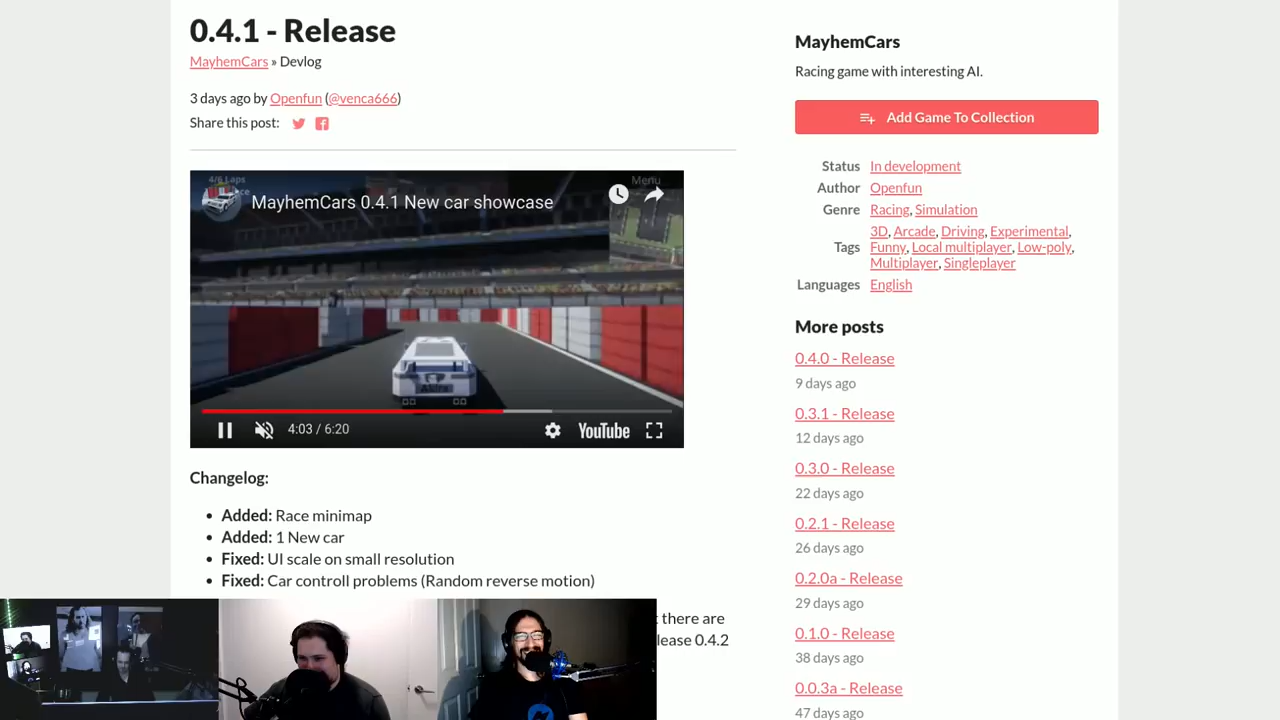 0.4.1 - Release
MayhemCars » Devlog
3 days ago by Openfun (@venca666)
Share this post:
4/6 Laps
Menu
MayhemCars 0.4.1 New car showcase
4:03 / 6:20
YouTube
Changelog:
• Added: Race minimap
• Added: 1 New car
• Fixed: UI scale on small resolution
• Fixed: Car controll problems (Random reverse motion)
there are
lease 0.4.2
MayhemCars
Racing game with interesting AI.
Add Game To Collection
Status In development
Author Openfun
Genre Racing, Simulation
Tags 3D, Arcade, Driving, Experimental,
Funny, Local multiplayer, Low-poly,
Multiplayer, Singleplayer
Languages English
More posts
0.4.0 - Release
9 days ago
0.3.1 - Release
12 days ago
0.3.0 - Release
22 days ago
0.2.1 - Release
26 days ago
0.2.0a - Release
29 days ago
0.1.0 - Release
38 days ago
0.0.3a - Release
47 days ago